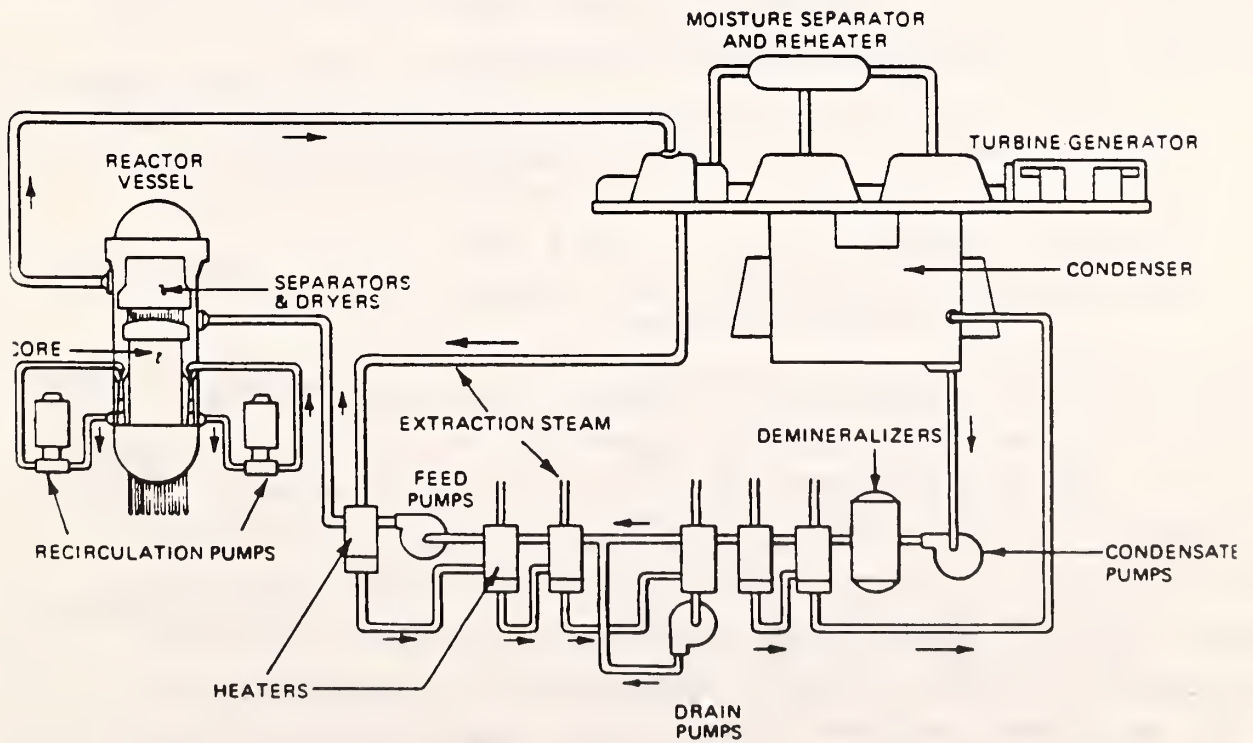 MOISTURE SEPARATOR
AND REHEATER
REACTOR
VESSEL
TURBINE-GENERATOR
SEPARATORS
& DRYERS
CONDENSER
CORE
EXTRACTION STEAM
DEMINERALIZERS
FEED
PUMPS
RECIRCULATION PUMPS
CONDENSATE
PUMPS
HEATERS
DRAIN
PUMPS